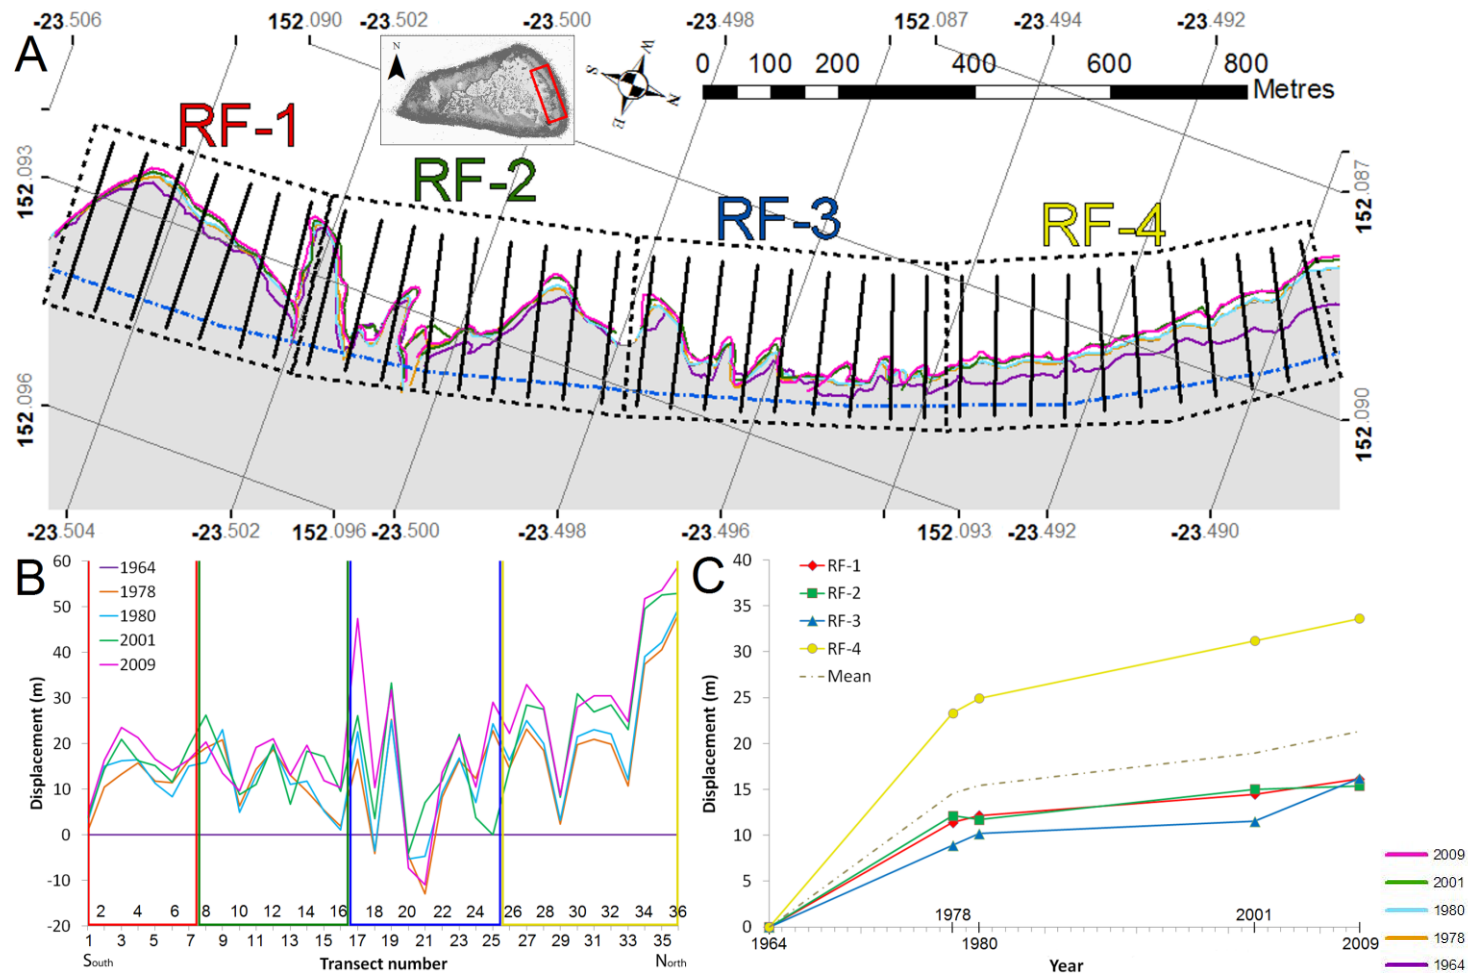 -23.506 152.090 -23.502 -23.500 -23.498 152.087 -23.494 -23.492
A
N
W
S
N
E
0 100 200 400 600 800
Metres
RF-1
RF-2
RF-3
RF-4
152.093
152.096
152.087
152.090
-23.504 -23.502 152.096 -23.500 -23.498 -23.496 152.093 -23.492 -23.490
B
60
50
40
30
20
10
0
-10
-20
Displacement (m)
1964
1978
1980
2001
2009
2 4 6 8 10 12 14 16 18 20 22 24 26 28 30 32 34 36
1 3 5 7 9 11 13 15 17 19 21 23 25 27 29 31 33 35
South Transect number North
C
40
35
30
25
20
15
10
5
0
Displacement (m)
RF-1
RF-2
RF-3
RF-4
Mean
1978 2001
1964 1980 2009
Year
2009
2001
1980
1978
1964